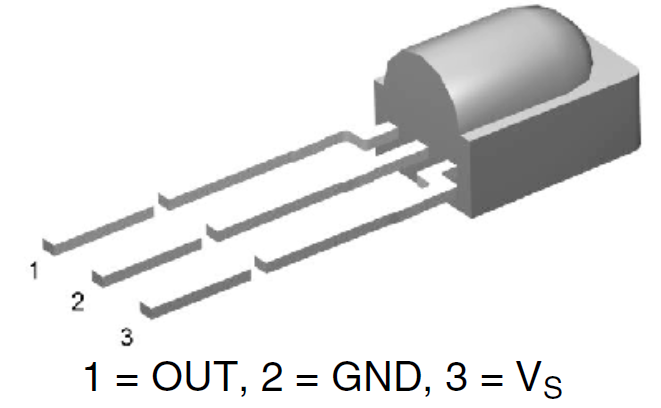 1
2
3
1 = OUT, 2 = GND, 3 = VS